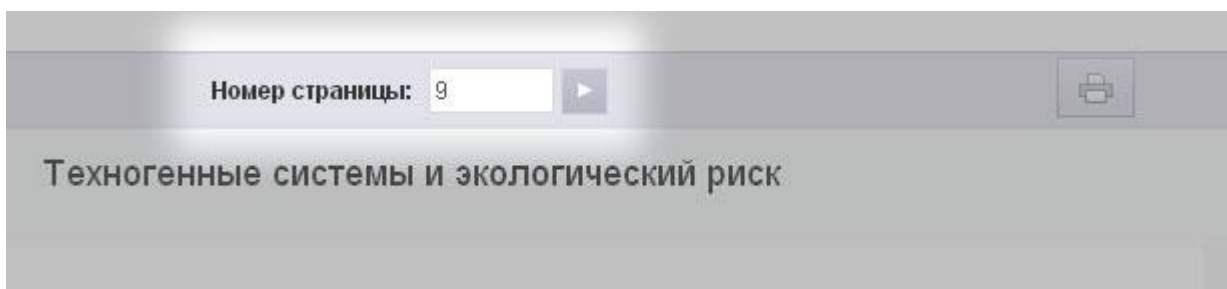 Номер страницы: 9
Техногенные системы и экологический риск